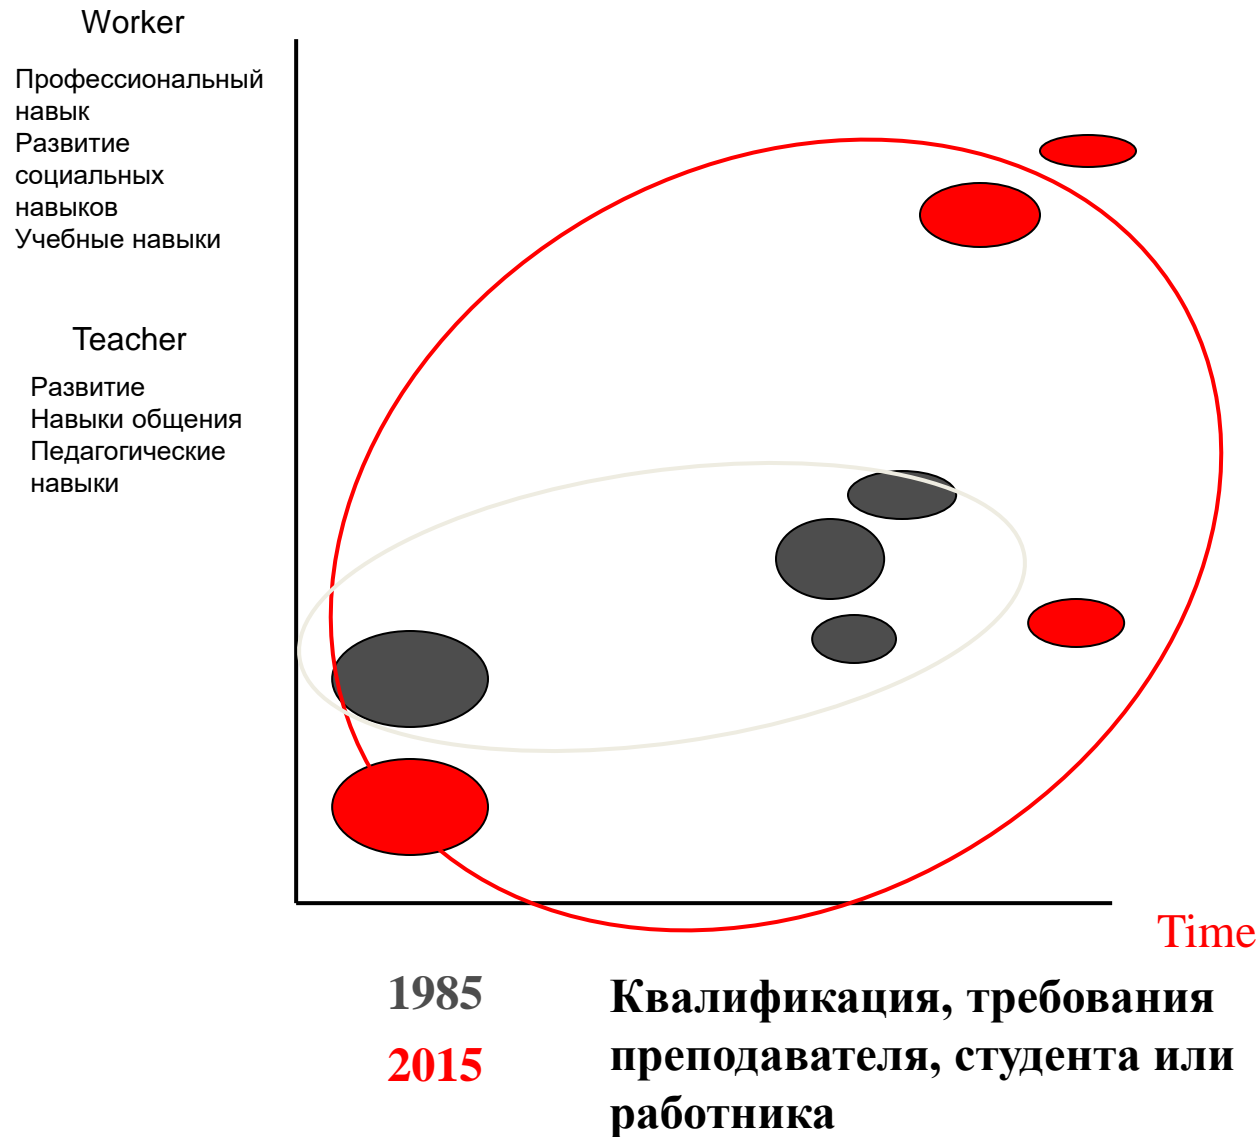 Worker
Профессиональный
навык
Развитие
социальных
навыков
Учебные навыки
Teacher
Развитие
Навыки общения
Педагогические
навыки
Time
1985
2015
Квалификация, требования
преподавателя, студента или
работника